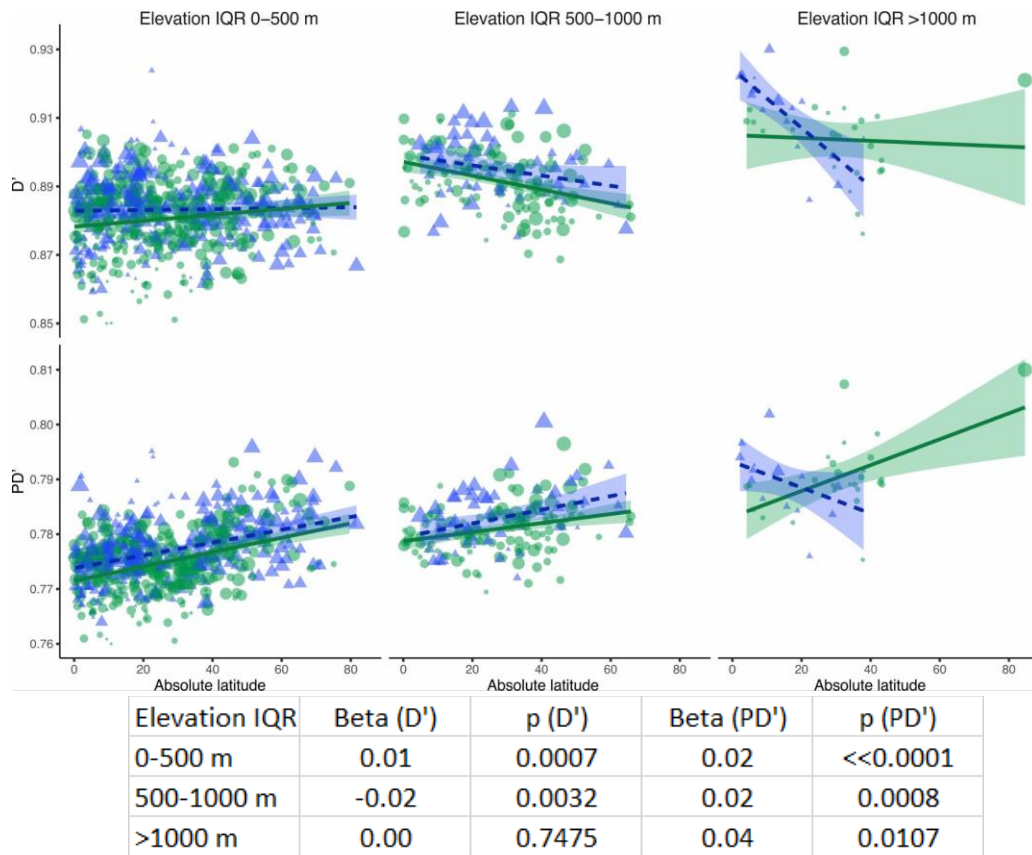 Elevation IQR 0–500 m Elevation IQR 500–1000 m Elevation IQR >1000 m
0.93
0.91
0.89
0.87
0.85
D'
0.81
0.80
0.79
0.78
0.77
0.76
PD'
0 20 40 60 80 0 20 40 60 80 0 20 40 60 80
Absolute latitude Absolute latitude Absolute latitude
Elevation IQR Beta (D') p (D') Beta (PD') p (PD')
0-500 m 0.01 0.0007 0.02 <<0.0001
500-1000 m -0.02 0.0032 0.02 0.0008
>1000 m 0.00 0.7475 0.04 0.0107